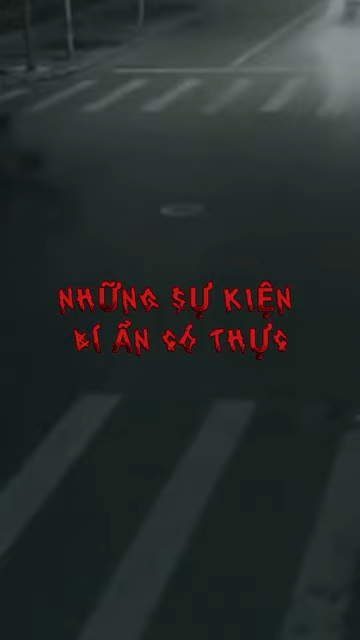 NHỮNG SỰ KIỆN
BÍ ẨN CÓ THỰC